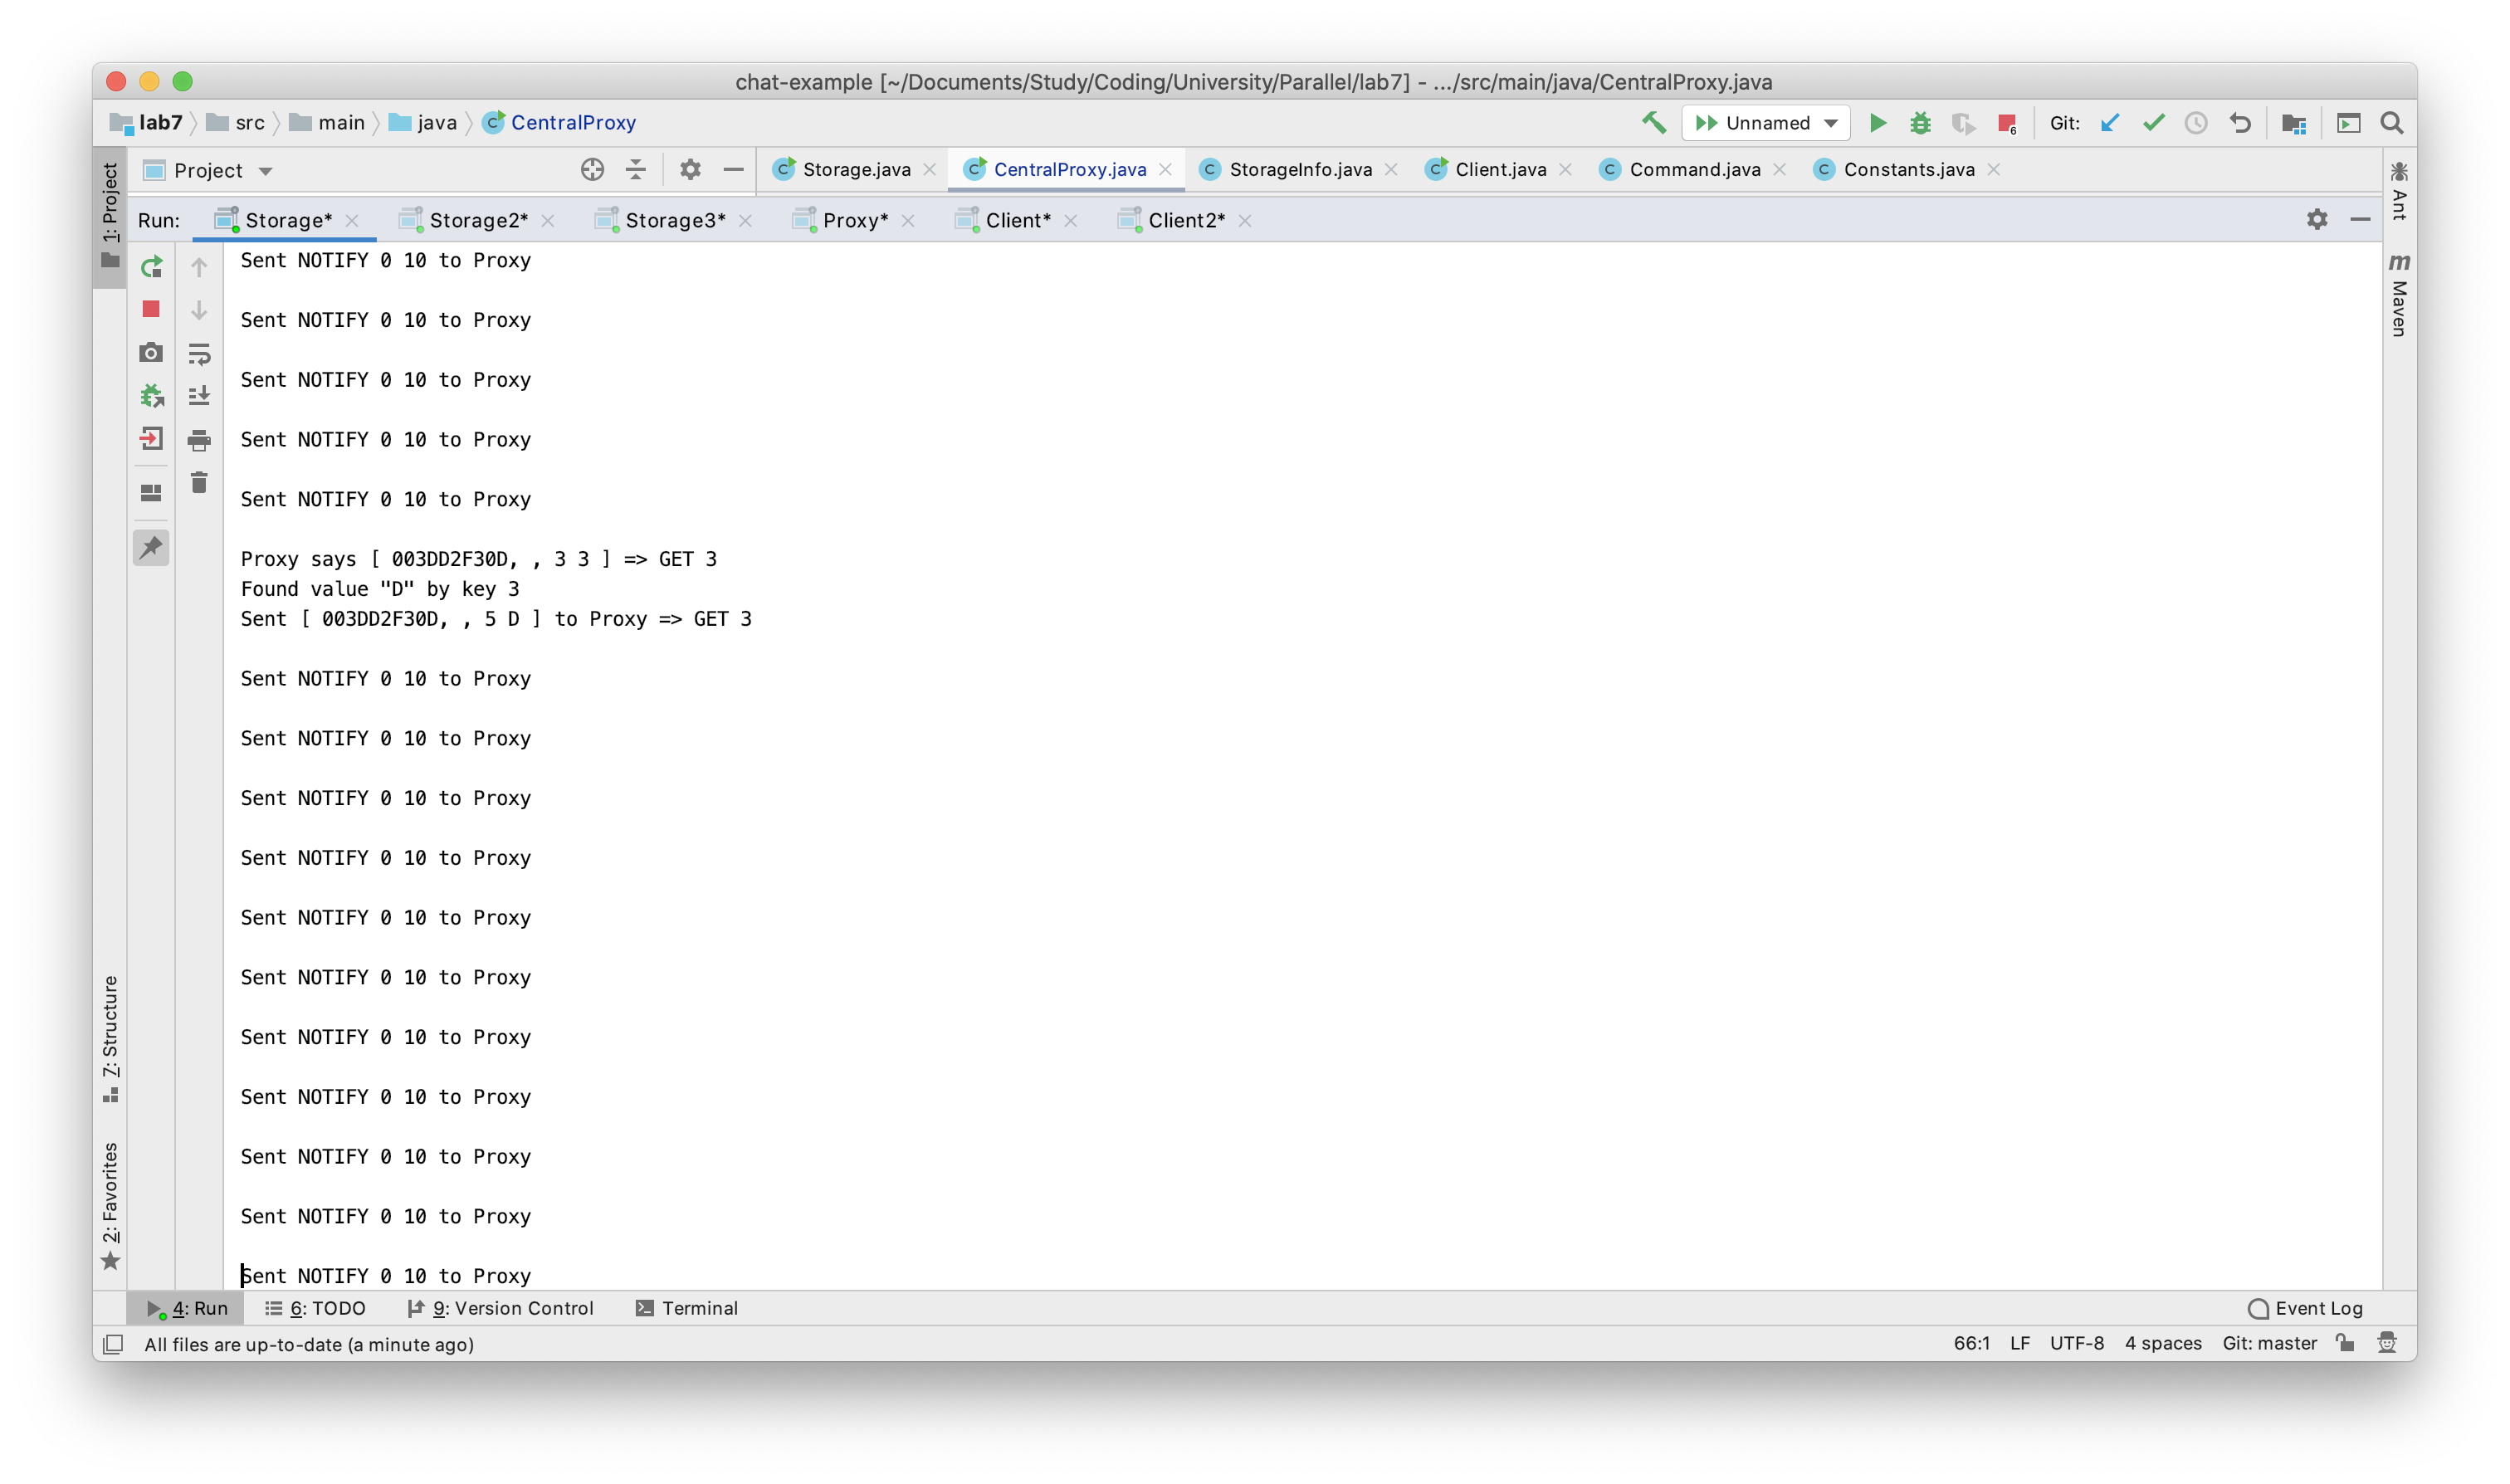 chat-example [~/Documents/Study/Coding/University/Parallel/lab7] - .../src/main/java/CentralProxy.java
lab7 src main java CentralProxy Unnamed 6 Git:
1: Project
Project Storage.java CentralProxy.java StorageInfo.java Client.java Command.java Constants.java
Ant
Run: Storage* Storage2* Storage3* Proxy* Client* Client2*
m Maven
Sent NOTIFY 0 10 to Proxy
Sent NOTIFY 0 10 to Proxy
Sent NOTIFY 0 10 to Proxy
Sent NOTIFY 0 10 to Proxy
Sent NOTIFY 0 10 to Proxy
Proxy says [ 003DD2F30D, , 3 3 ] => GET 3
Found value "D" by key 3
Sent [ 003DD2F30D, , 5 D ] to Proxy => GET 3
Sent NOTIFY 0 10 to Proxy
Sent NOTIFY 0 10 to Proxy
Sent NOTIFY 0 10 to Proxy
Sent NOTIFY 0 10 to Proxy
Sent NOTIFY 0 10 to Proxy
Sent NOTIFY 0 10 to Proxy
Sent NOTIFY 0 10 to Proxy
Sent NOTIFY 0 10 to Proxy
Sent NOTIFY 0 10 to Proxy
Sent NOTIFY 0 10 to Proxy
Sent NOTIFY 0 10 to Proxy
7: Structure
2: Favorites
4: Run 6: TODO 9: Version Control Terminal Event Log
All files are up-to-date (a minute ago) 66:1 LF UTF-8 4 spaces Git: master